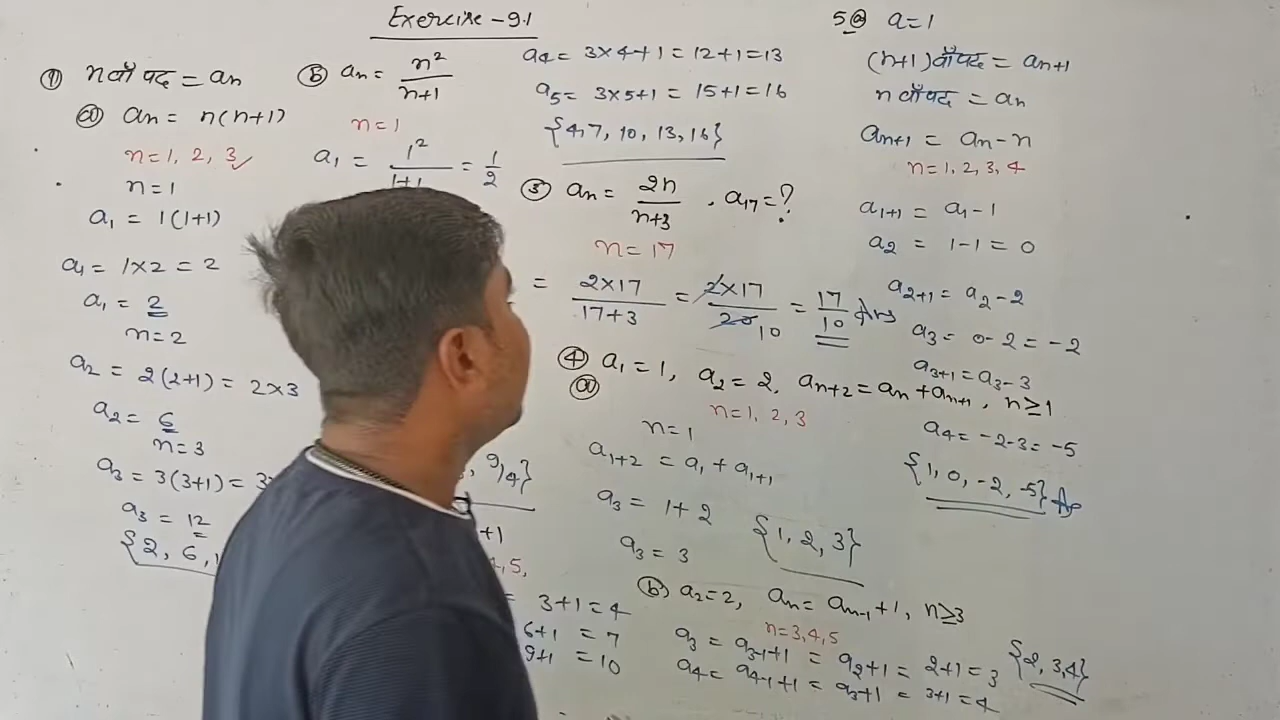 Exercise - 9.1
① n वाँ पद = an
ⓐ an = n(n+1)
n = 1, 2, 3
n = 1
a₁ = 1(1+1)
a₁ = 1×2 = 2
a₁ = 2
n = 2
a₂ = 2(2+1) = 2×3
a₂ = 6
n = 3
a₃ = 3(3+1) =
a₃ = 12
{2, 6,
ⓑ an = n²/n+1
n = 1
a₁ = 1²/1+1 = 1/2
, 9/4}
+1
4, 5,
= 3+1 = 4
6+1 = 7
9+1 = 10
a₄ = 3×4+1 = 12+1 = 13
a₅ = 3×5+1 = 15+1 = 16
{4, 7, 10, 13, 16}
③ an = 2n/n+3 , a₁₇ = ?
n = 17
= 2×17/17+3 = 2×17/20 10 = 17/10 Ans
④ a₁ = 1, a₂ = 2, an+2 = an + an+1, n ≥ 1
ⓐ
n = 1, 2, 3
n = 1
a₁+₂ = a₁ + a₁+₁
a₃ = 1 + 2
a₃ = 3
{1, 2, 3}
ⓑ a₂ = 2, an = an-1 + 1, n ≥ 3
n = 3, 4, 5
a₃ = a₃-₁+1 = a₂+1 = 2+1 = 3
a₄ = a₄-₁+1 = a₃+1 = 3+1 = 4
{2, 3, 4}
5 ⓐ a = 1
(n+1) वाँ पद = an+1
n वाँ पद = an
an+1 = an - n
n = 1, 2, 3, 4
a₁+₁ = a₁ - 1
a₂ = 1 - 1 = 0
a₂+₁ = a₂ - 2
a₃ = 0 - 2 = -2
a₃+₁ = a₃ - 3
a₄ = -2 - 3 = -5
{1, 0, -2, -5} Ans